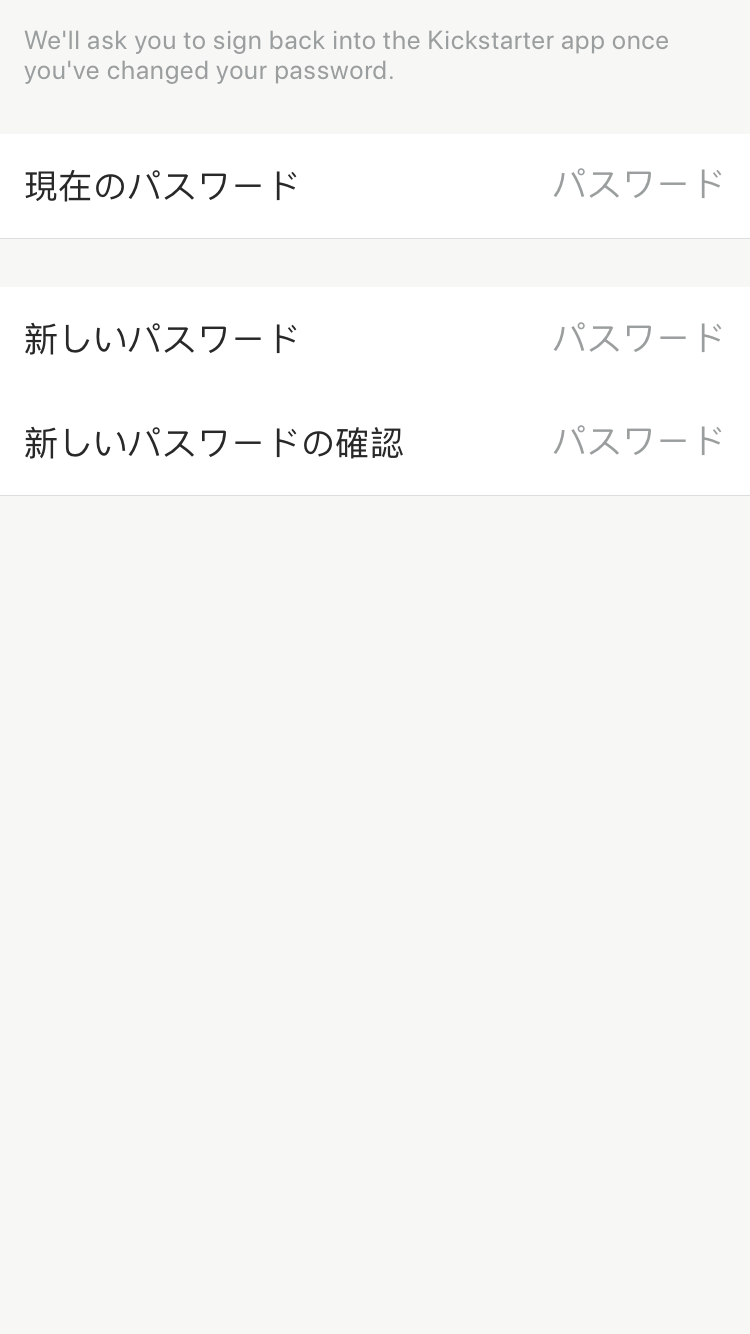 We'll ask you to sign back into the Kickstarter app once
you've changed your password.
現在のパスワード パスワード
新しいパスワード パスワード
新しいパスワードの確認 パスワード